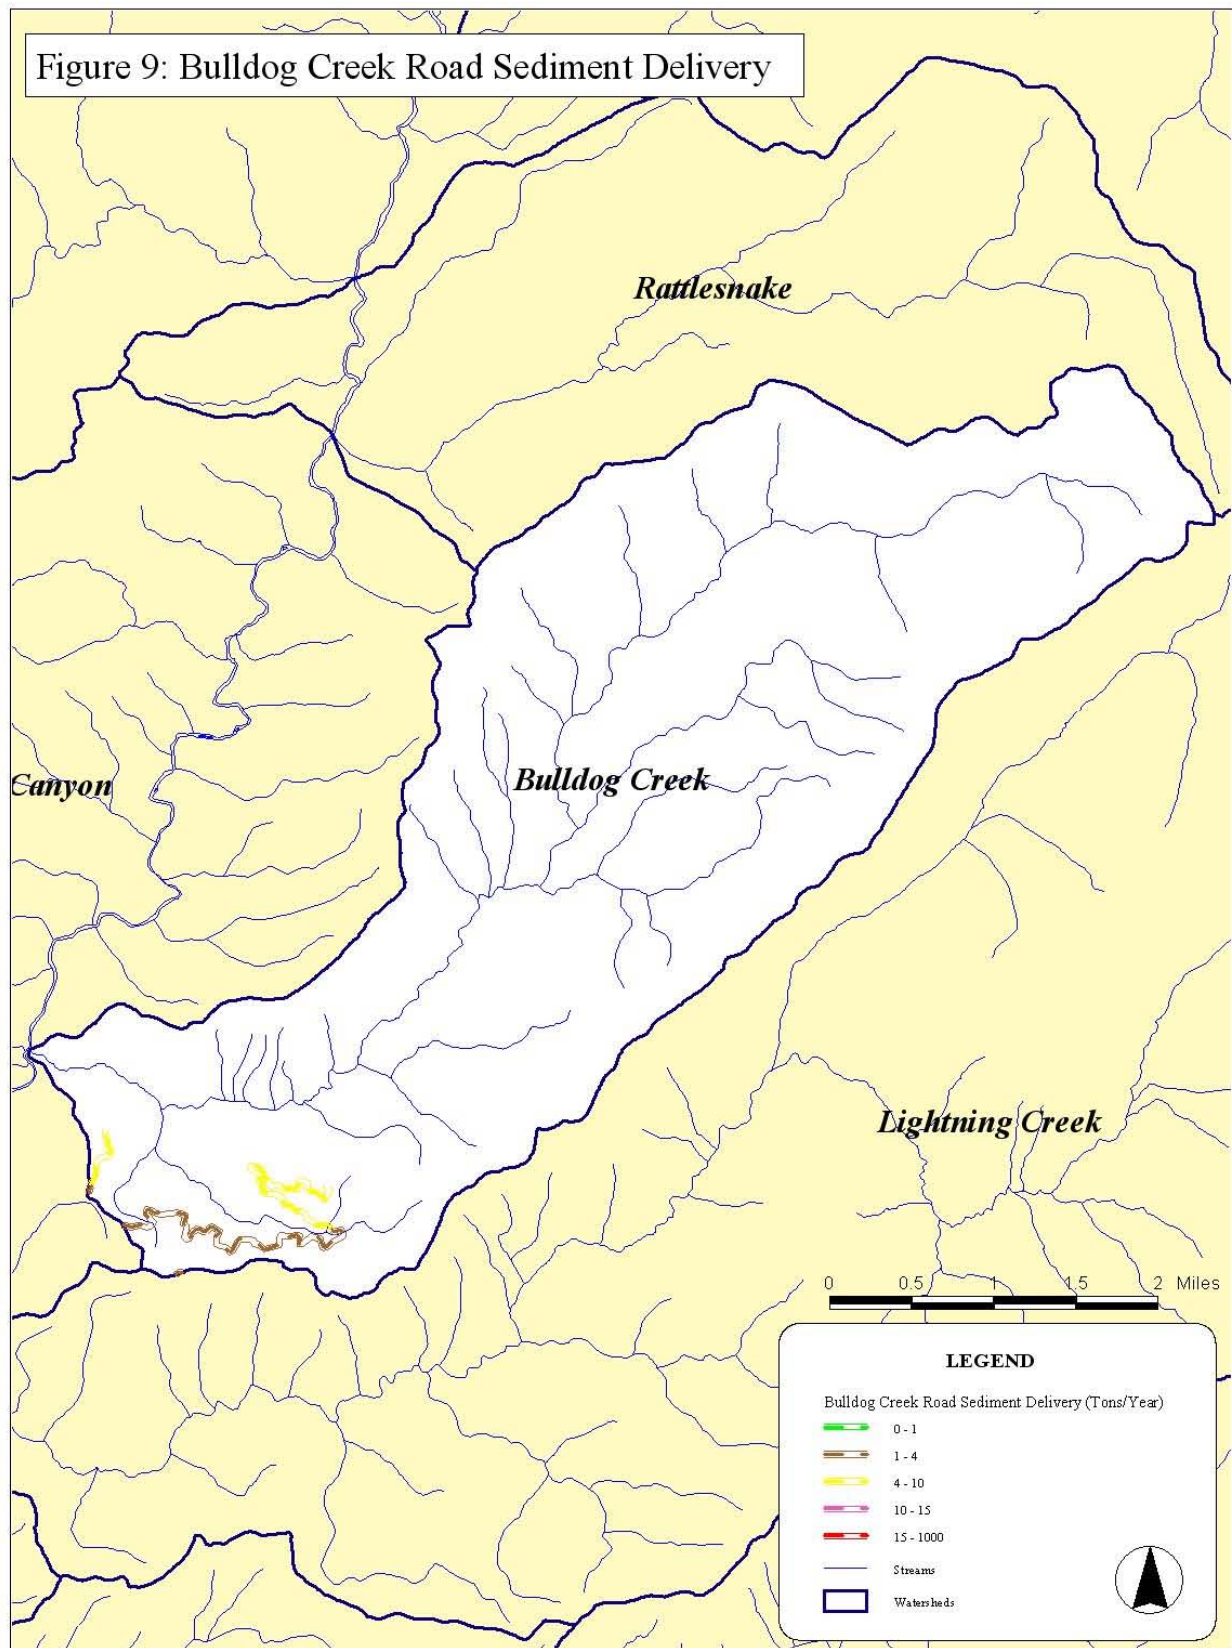 Figure 9: Bulldog Creek Road Sediment Delivery
Rattlesnake
Canyon
Bulldog Creek
Lightning Creek
0 0.5 1 1.5 2 Miles
LEGEND
Bulldog Creek Road Sediment Delivery (Tons/Year)
0 - 1
1 - 4
4 - 10
10 - 15
15 - 1000
Streams
Watersheds